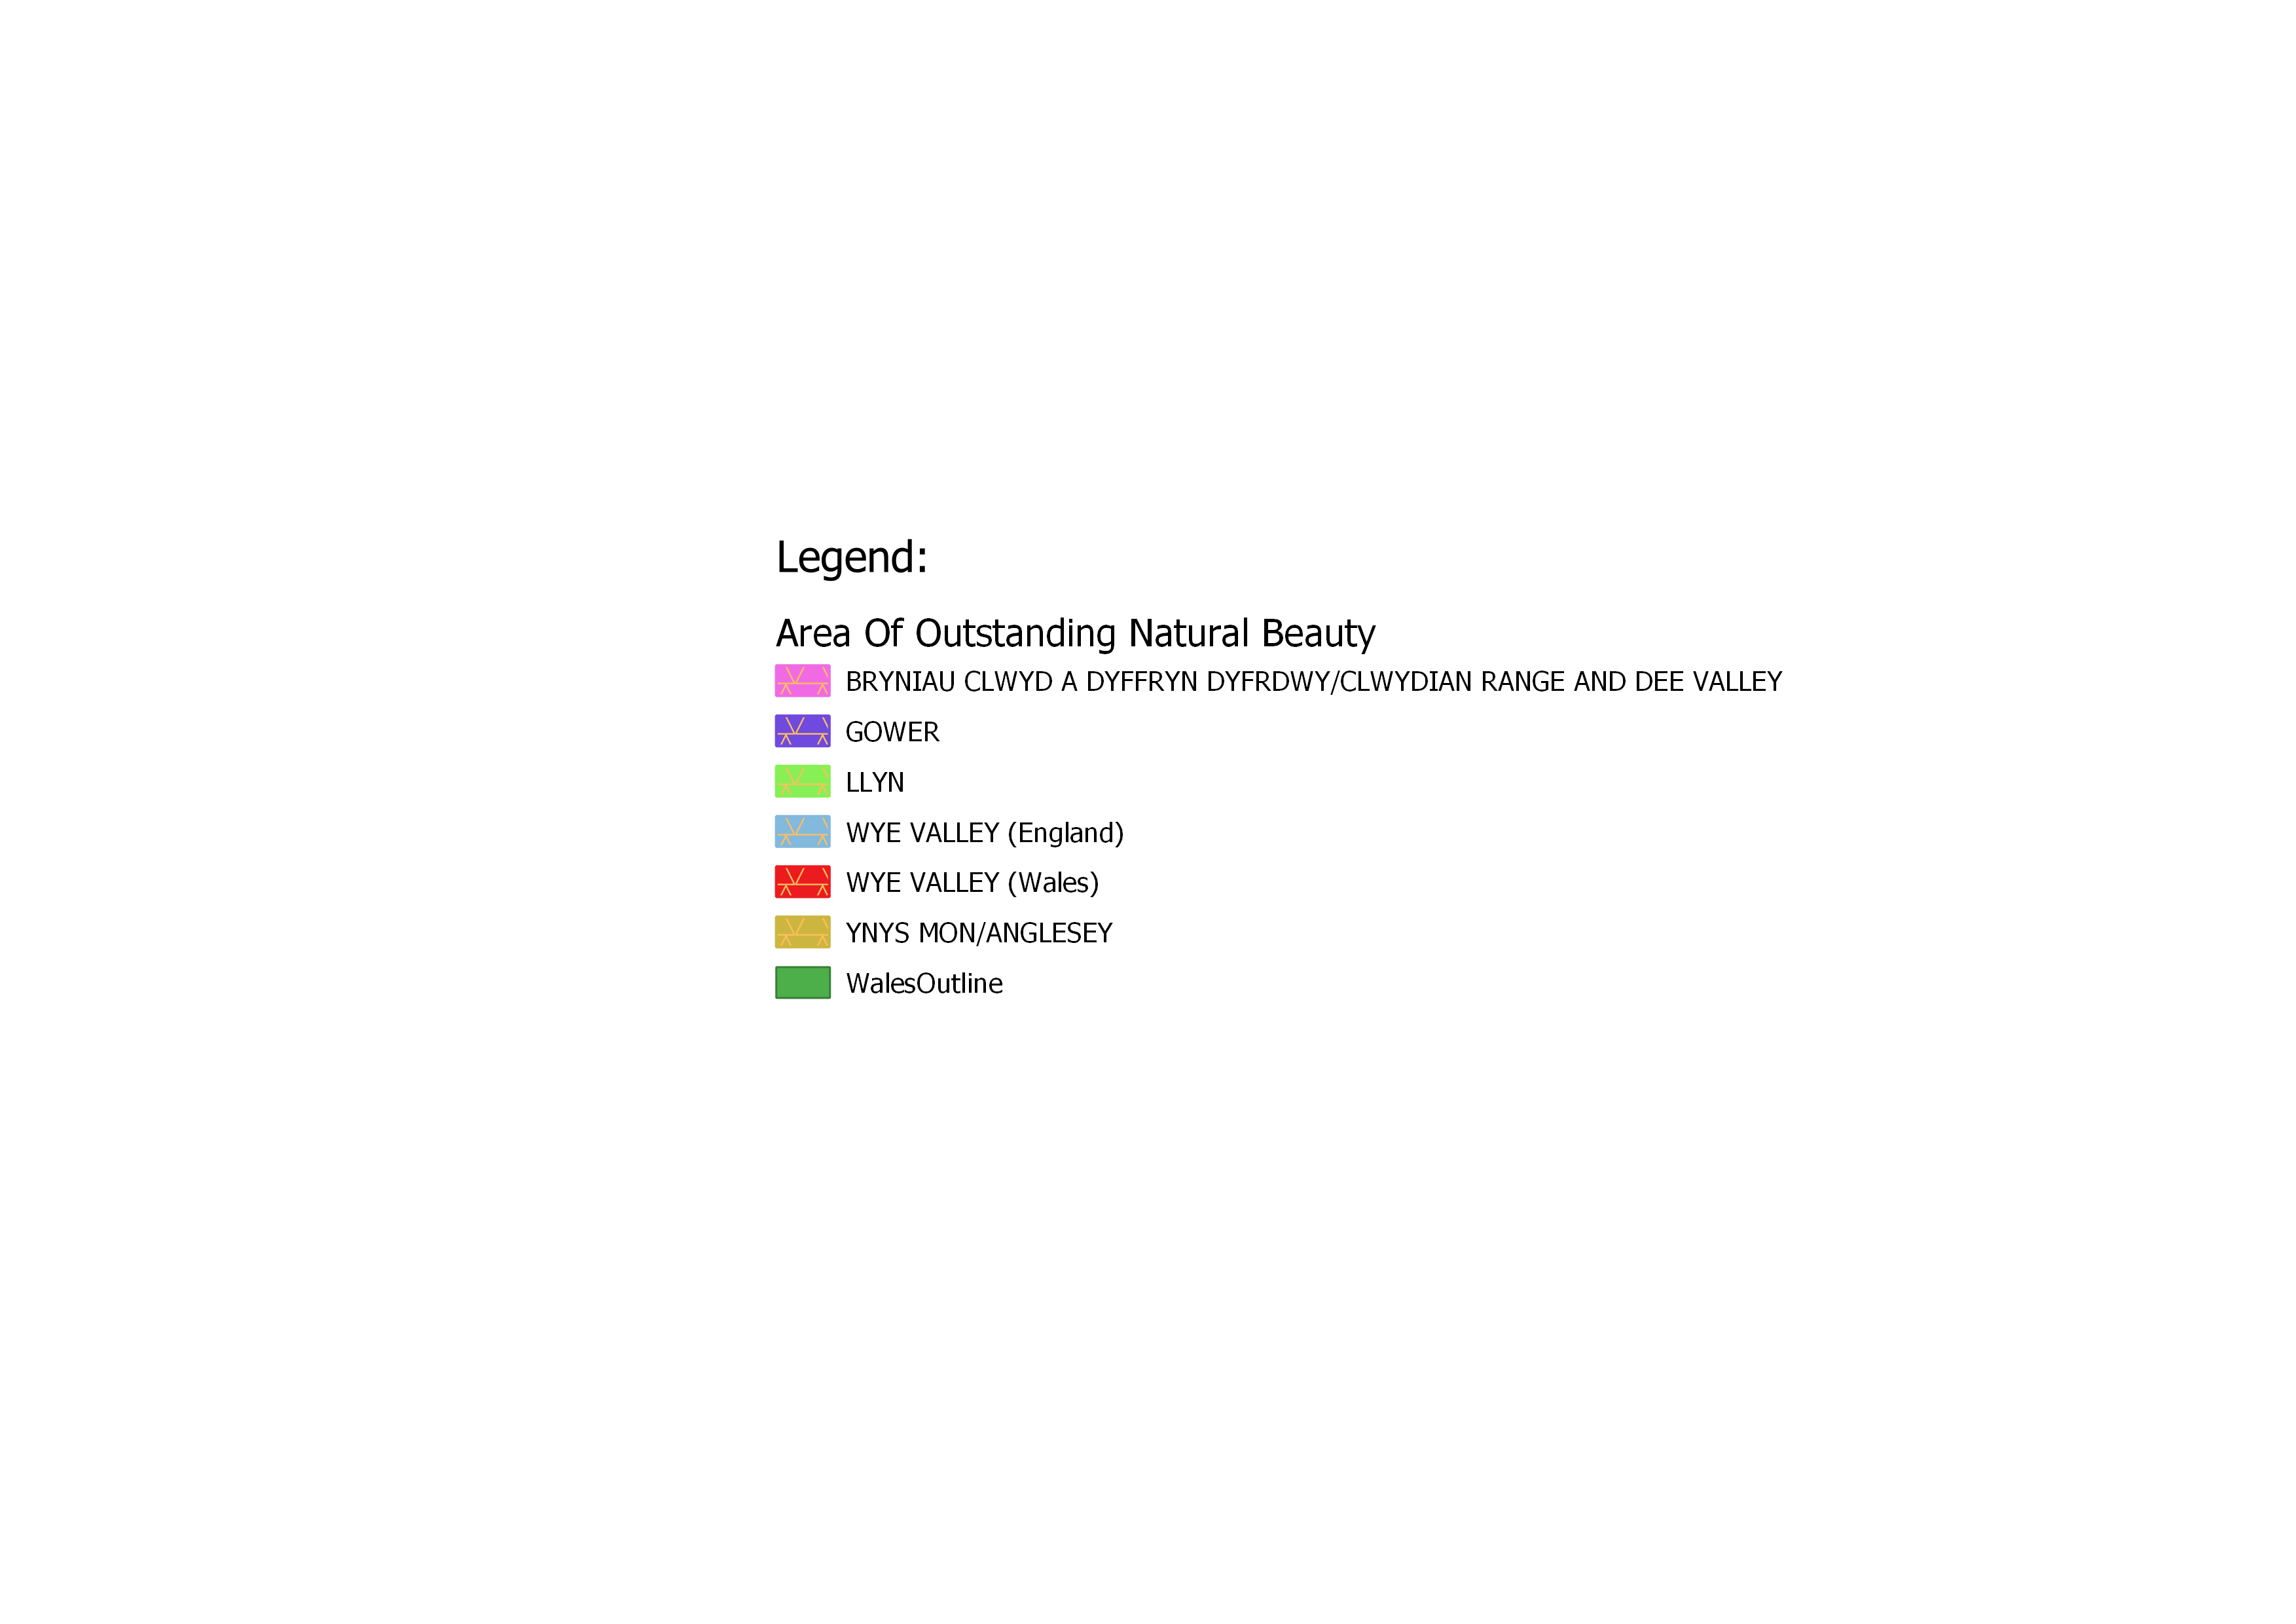 Legend:
Area Of Outstanding Natural Beauty
BRYNIAU CLWYD A DYFFRYN DYFRDWY/CLWYDIAN RANGE AND DEE VALLEY
GOWER
LLYN
WYE VALLEY (England)
WYE VALLEY (Wales)
YNYS MON/ANGLESEY
WalesOutline